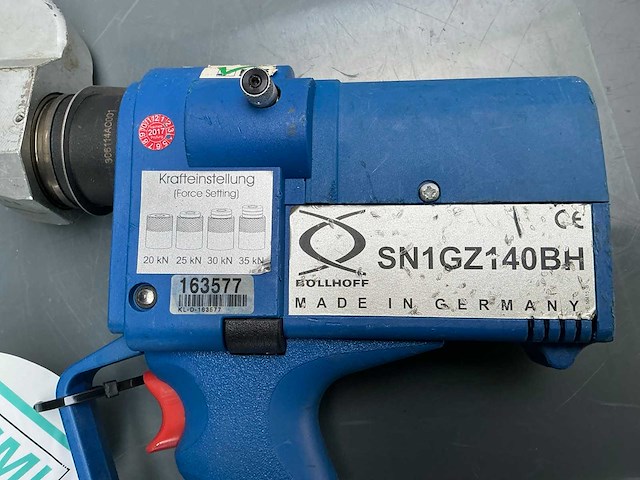 905114AC001
2017
Krafteinstellung
(Force Setting)
20 kN 25 kN 30 kN 35 kN
163577
KL-D-163577
BÖLLHOFF
SN1GZ140BH
CE
MADE IN GERMANY